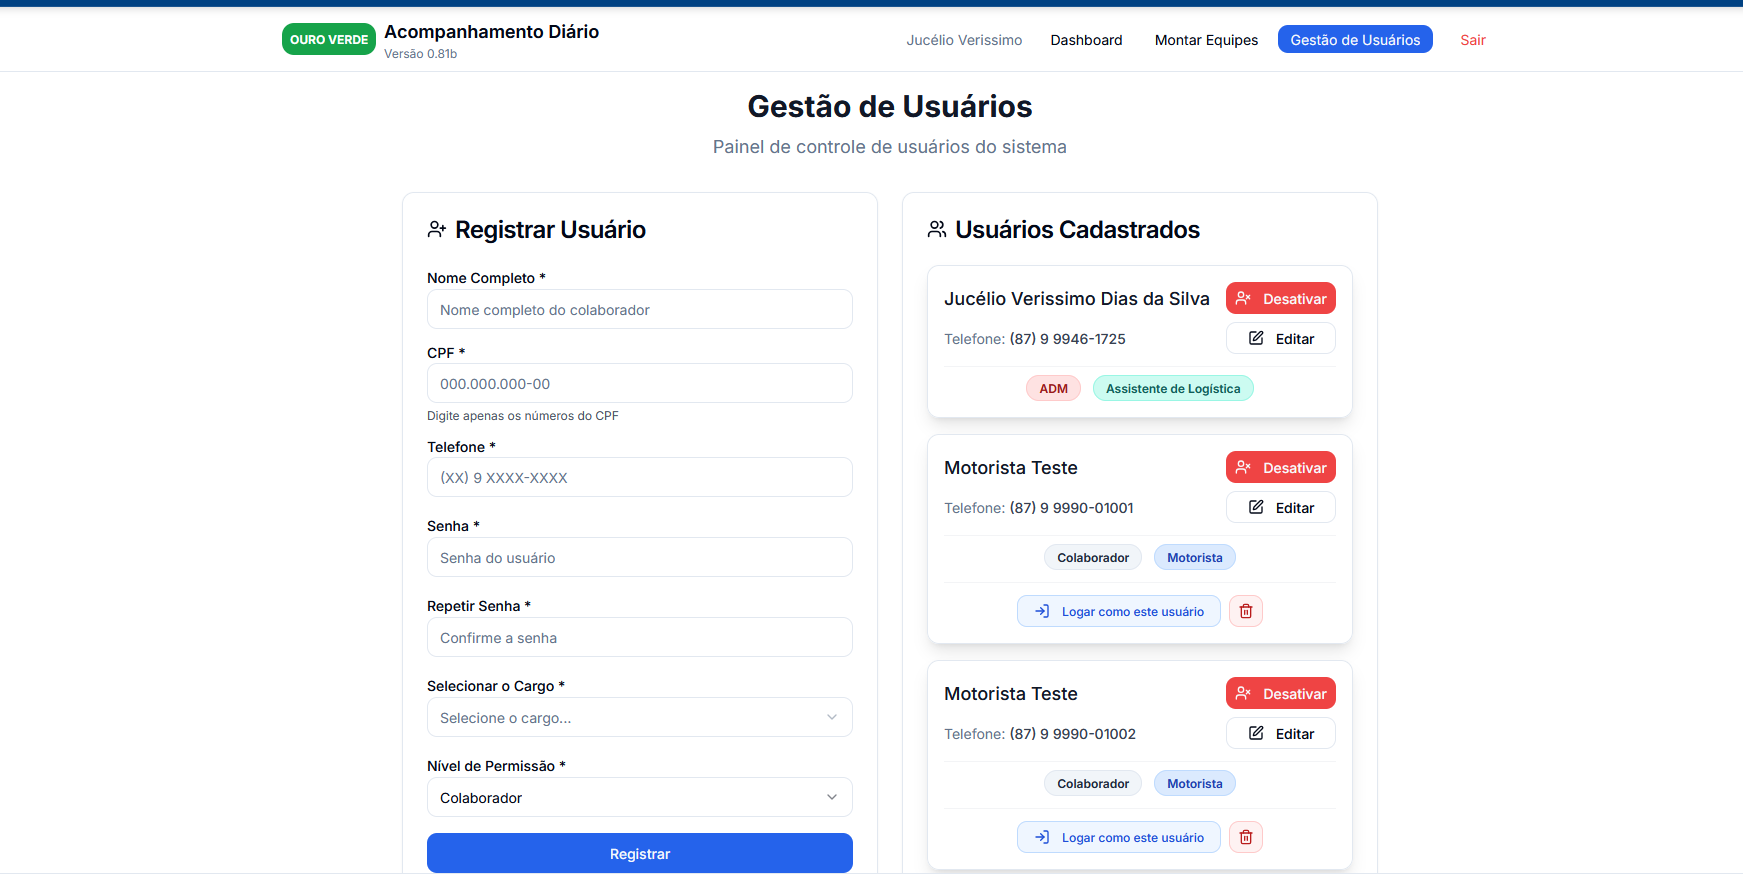 OURO VERDE
Acompanhamento Diário
Versão 0.81b
Jucélio Verissimo
Dashboard
Montar Equipes
Gestão de Usuários
Sair
Gestão de Usuários
Painel de controle de usuários do sistema
Registrar Usuário
Nome Completo *
Nome completo do colaborador
CPF *
000.000.000-00
Digite apenas os números do CPF
Telefone *
(XX) 9 XXXX-XXXX
Senha *
Senha do usuário
Repetir Senha *
Confirme a senha
Selecionar o Cargo *
Selecione o cargo...
Nível de Permissão *
Colaborador
Registrar
Usuários Cadastrados
Jucélio Verissimo Dias da Silva
Desativar
Telefone: (87) 9 9946-1725
Editar
ADM
Assistente de Logística
Motorista Teste
Desativar
Telefone: (87) 9 9990-01001
Editar
Colaborador
Motorista
Logar como este usuário
Motorista Teste
Desativar
Telefone: (87) 9 9990-01002
Editar
Colaborador
Motorista
Logar como este usuário